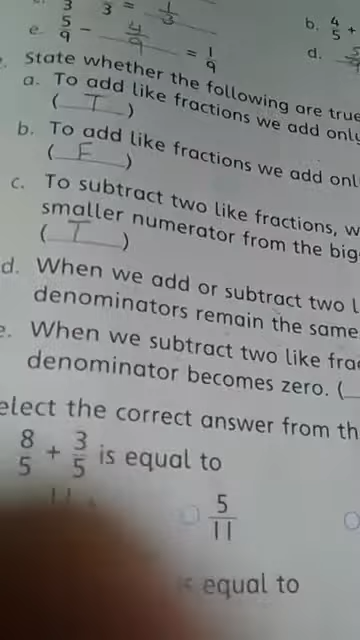 3 = 1/3
e. 5/9 - 4/9 = 1/9
b. 4/5 +
d.
State whether the following are true
a. To add like fractions we add only
( T )
b. To add like fractions we add onl
( F )
c. To subtract two like fractions, w
smaller numerator from the big
( T )
d. When we add or subtract two l
denominators remain the same
e. When we subtract two like fra
denominator becomes zero. (
elect the correct answer from th
8/5 + 3/5 is equal to
5/11
equal to